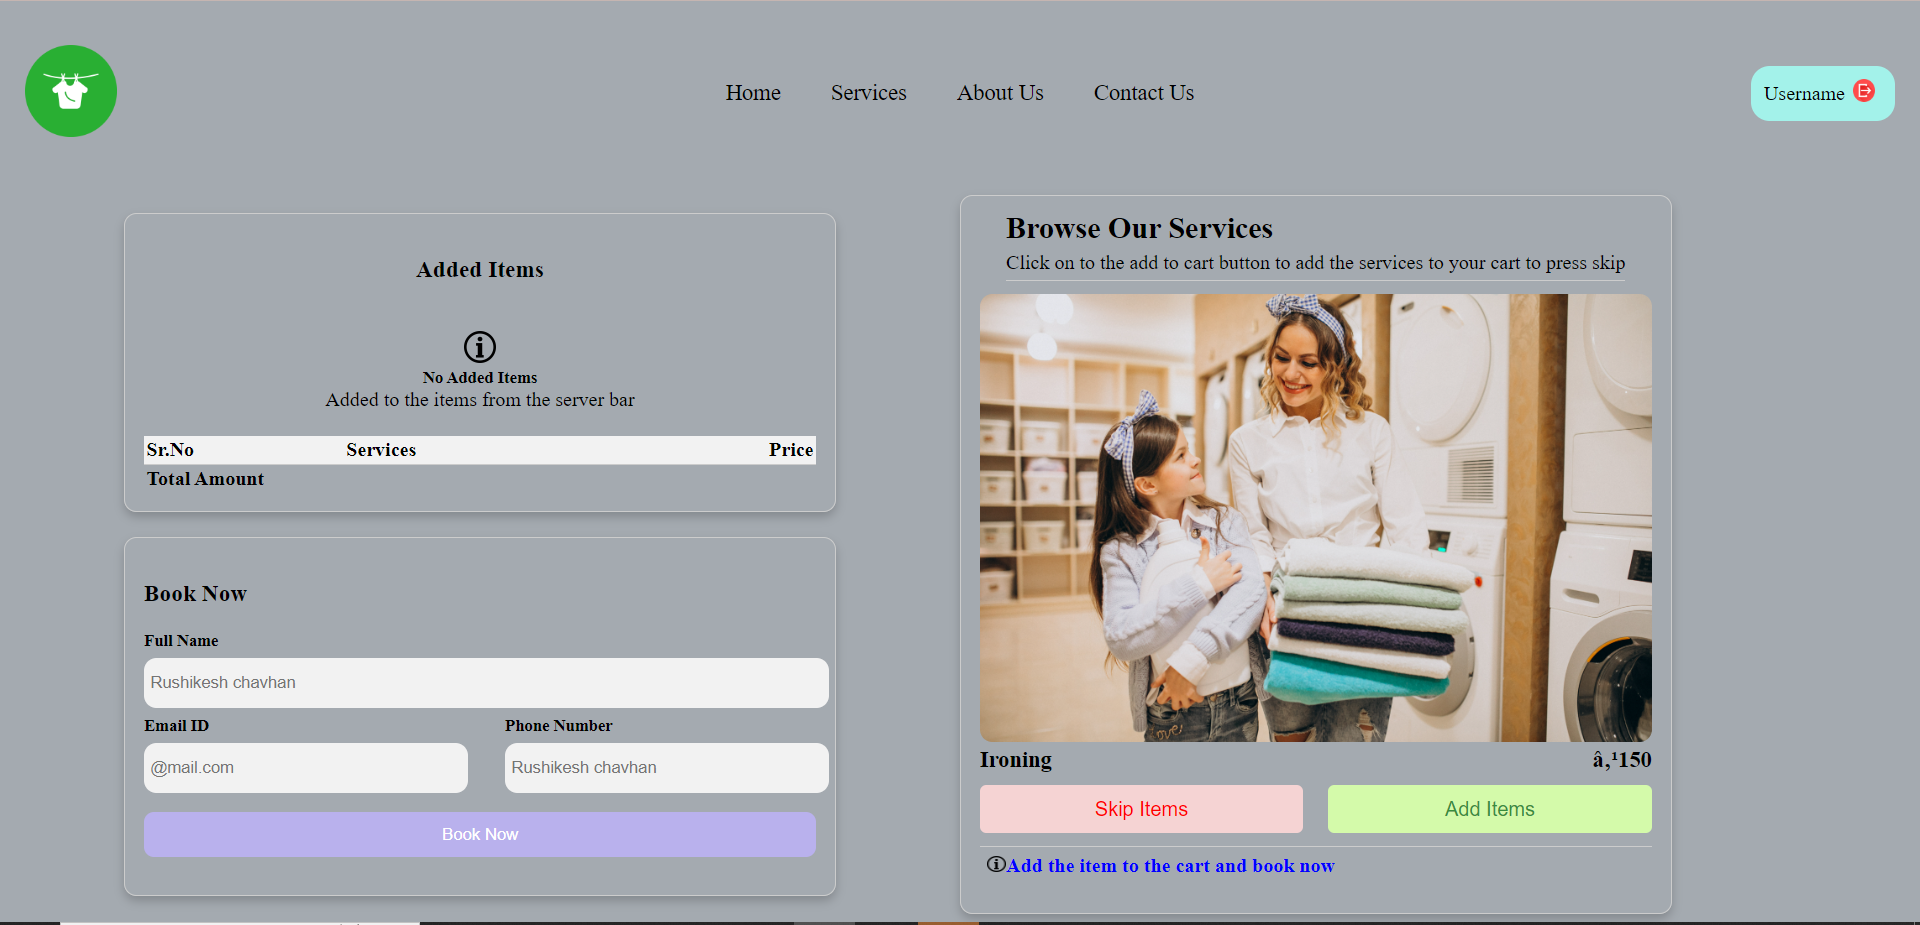 Home Services About Us Contact Us
Username
Added Items
No Added Items
Added to the items from the server bar
Sr.No Services Price
Total Amount
Book Now
Full Name
Rushikesh chavhan
Email ID Phone Number
@mail.com Rushikesh chavhan
Book Now
Browse Our Services
Click on to the add to cart button to add the services to your cart to press skip
Love
Ironing â‚¹150
Skip Items Add Items
Add the item to the cart and book now